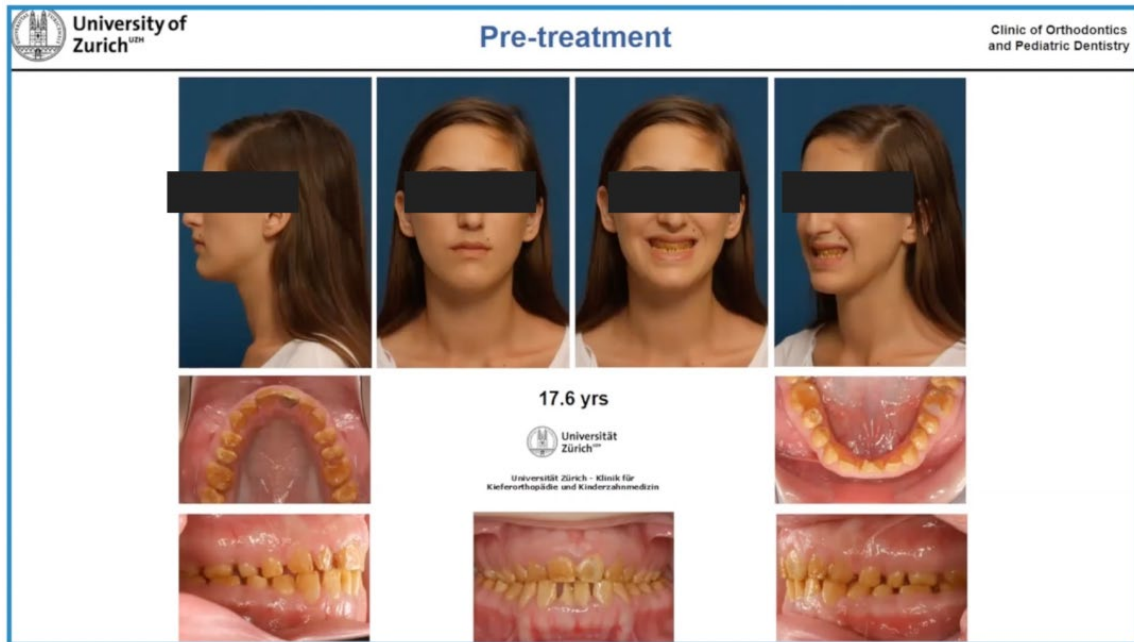 University of
Zurich UZH
Pre-treatment
Clinic of Orthodontics
and Pediatric Dentistry
17.6 yrs
Universität
Zürich UZH
Universität Zürich - Klinik für
Kieferorthopädie und Kinderzahnmedizin